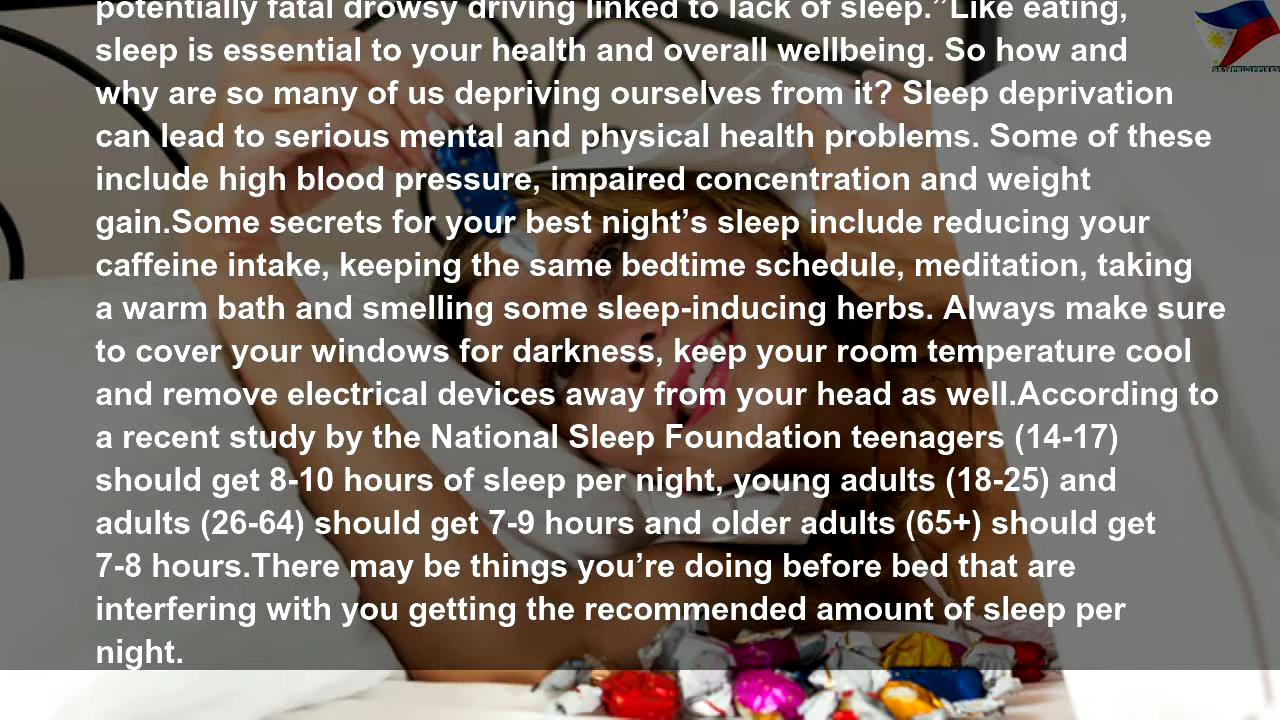 potentially fatal drowsy driving linked to lack of sleep.”Like eating,
sleep is essential to your health and overall wellbeing. So how and
why are so many of us depriving ourselves from it? Sleep deprivation
can lead to serious mental and physical health problems. Some of these
include high blood pressure, impaired concentration and weight
gain.Some secrets for your best night’s sleep include reducing your
caffeine intake, keeping the same bedtime schedule, meditation, taking
a warm bath and smelling some sleep-inducing herbs. Always make sure
to cover your windows for darkness, keep your room temperature cool
and remove electrical devices away from your head as well.According to
a recent study by the National Sleep Foundation teenagers (14-17)
should get 8-10 hours of sleep per night, young adults (18-25) and
adults (26-64) should get 7-9 hours and older adults (65+) should get
7-8 hours.There may be things you’re doing before bed that are
interfering with you getting the recommended amount of sleep per
night.